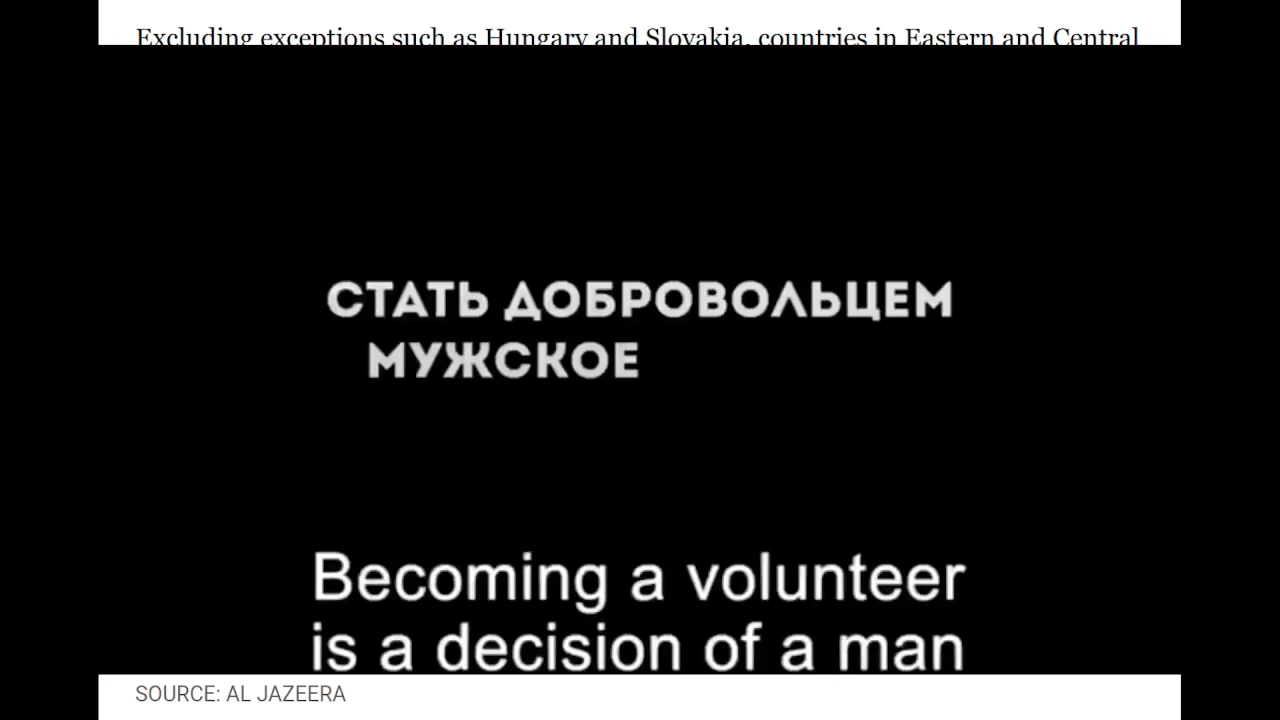 Excluding exceptions such as Hungary and Slovakia, countries in Eastern and Central
СТАТЬ ДОБРОВОЛЬЦЕМ
МУЖСКОЕ
Becoming a volunteer
is a decision of a man
SOURCE: AL JAZEERA